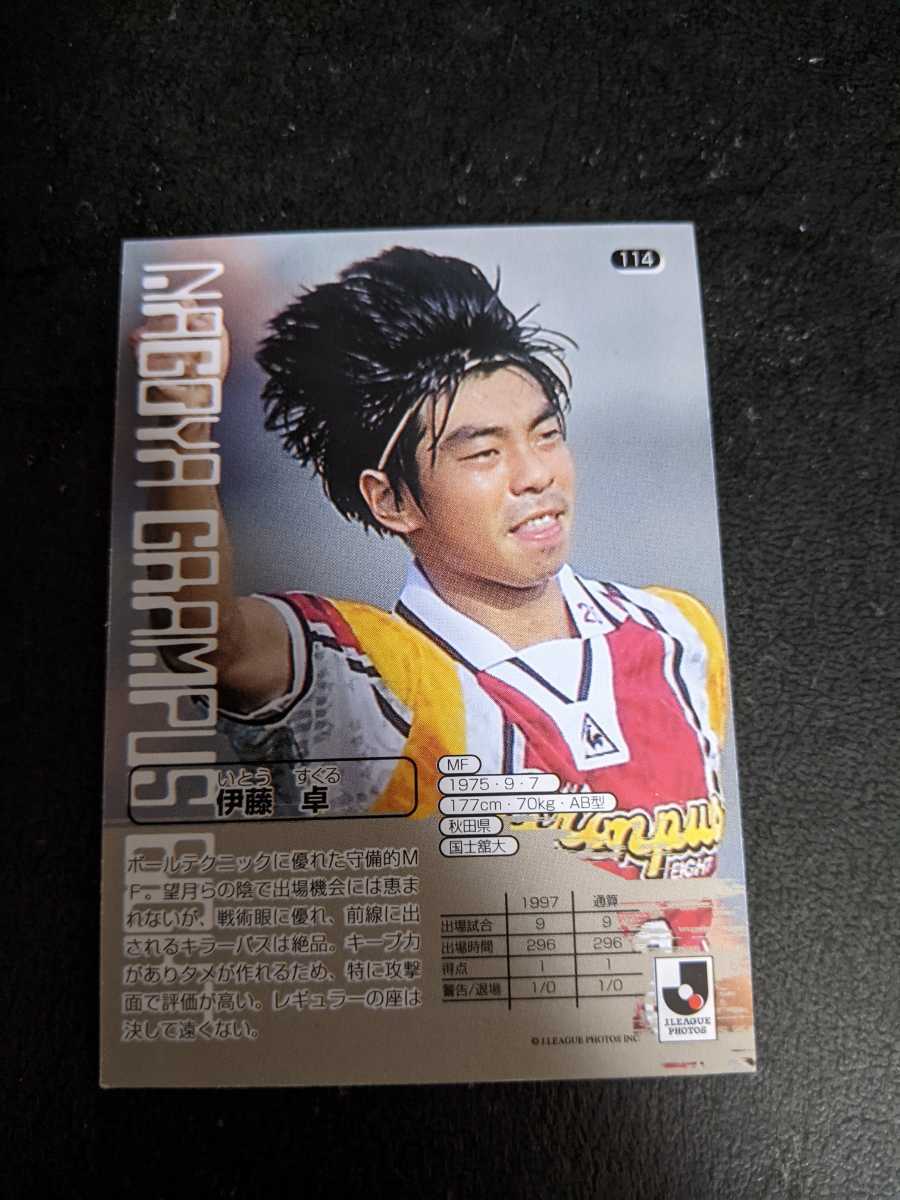 114
NAGOYA GRAMPUS EIGHT
いとう すぐる
伊藤 卓
MF
1975・9・7
177cm・70kg・AB型
秋田県
国士舘大
ボールテクニックに優れた守備的M
F。望月らの陰で出場機会には恵ま
れないが、戦術眼に優れ、前線に出
されるキラーパスは絶品。キープ力
がありタメが作れるため、特に攻撃
面で評価が高い。レギュラーの座は
決して遠くない。
1997 通算
出場試合 9 9
出場時間 296 296
得点 1 1
警告/退場 1/0 1/0
rampus
EIGHT
J.LEAGUE
PHOTOS
© J.LEAGUE PHOTOS INC.